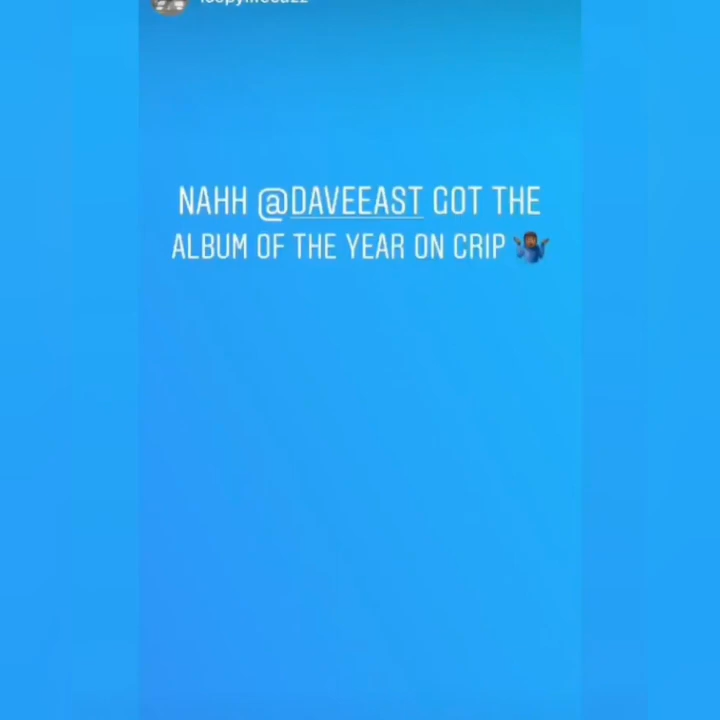 NAHH @DAVEEAST GOT THE
ALBUM OF THE YEAR ON CRIP 🤷🏾‍♂️